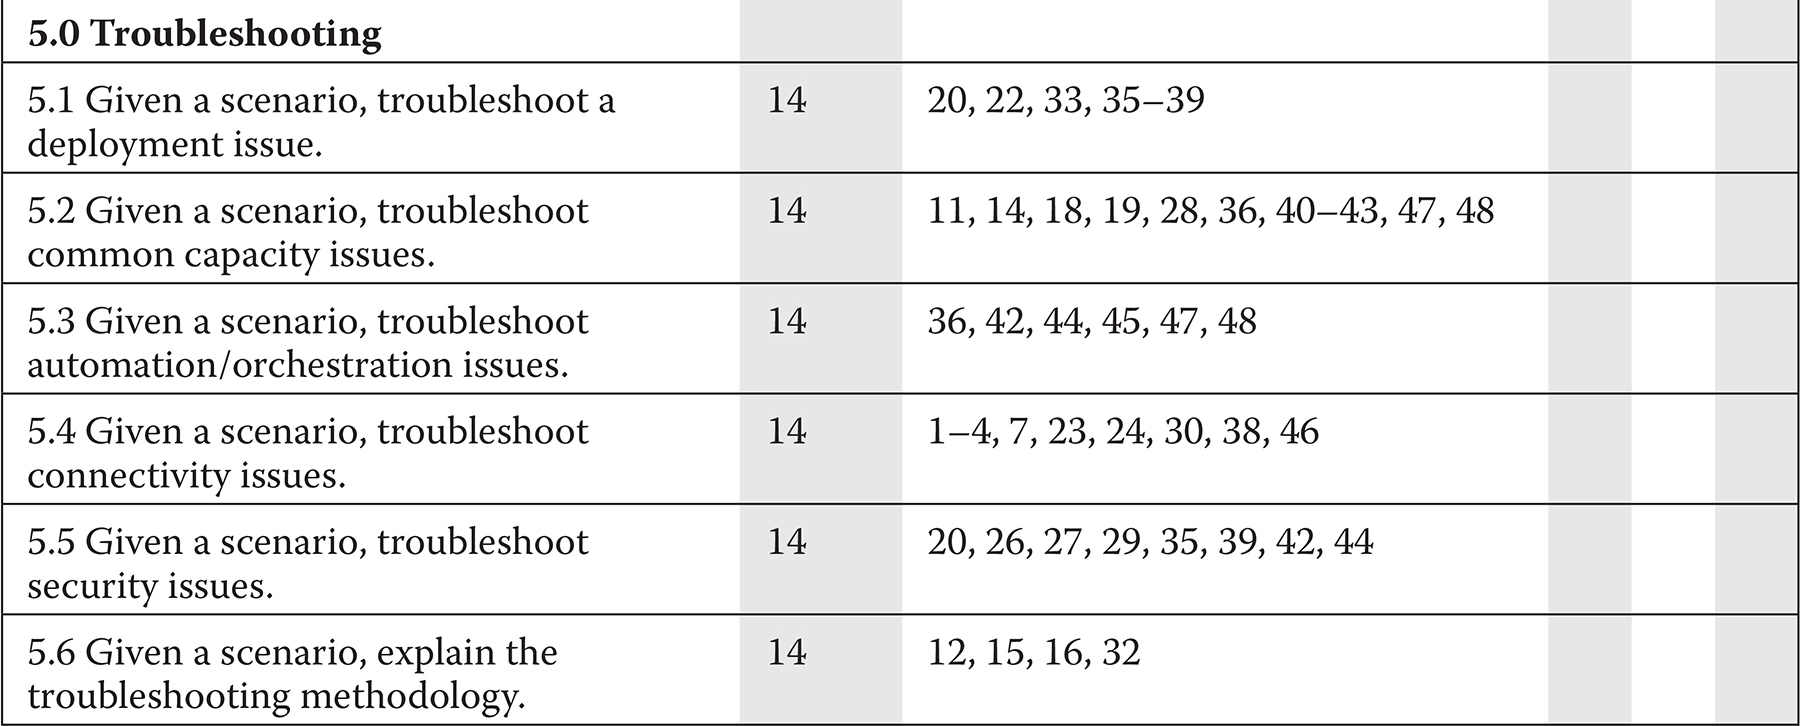 5.0 Troubleshooting
5.1 Given a scenario, troubleshoot a 14 20, 22, 33, 35–39
deployment issue.
5.2 Given a scenario, troubleshoot 14 11, 14, 18, 19, 28, 36, 40–43, 47, 48
common capacity issues.
5.3 Given a scenario, troubleshoot 14 36, 42, 44, 45, 47, 48
automation/orchestration issues.
5.4 Given a scenario, troubleshoot 14 1–4, 7, 23, 24, 30, 38, 46
connectivity issues.
5.5 Given a scenario, troubleshoot 14 20, 26, 27, 29, 35, 39, 42, 44
security issues.
5.6 Given a scenario, explain the 14 12, 15, 16, 32
troubleshooting methodology.